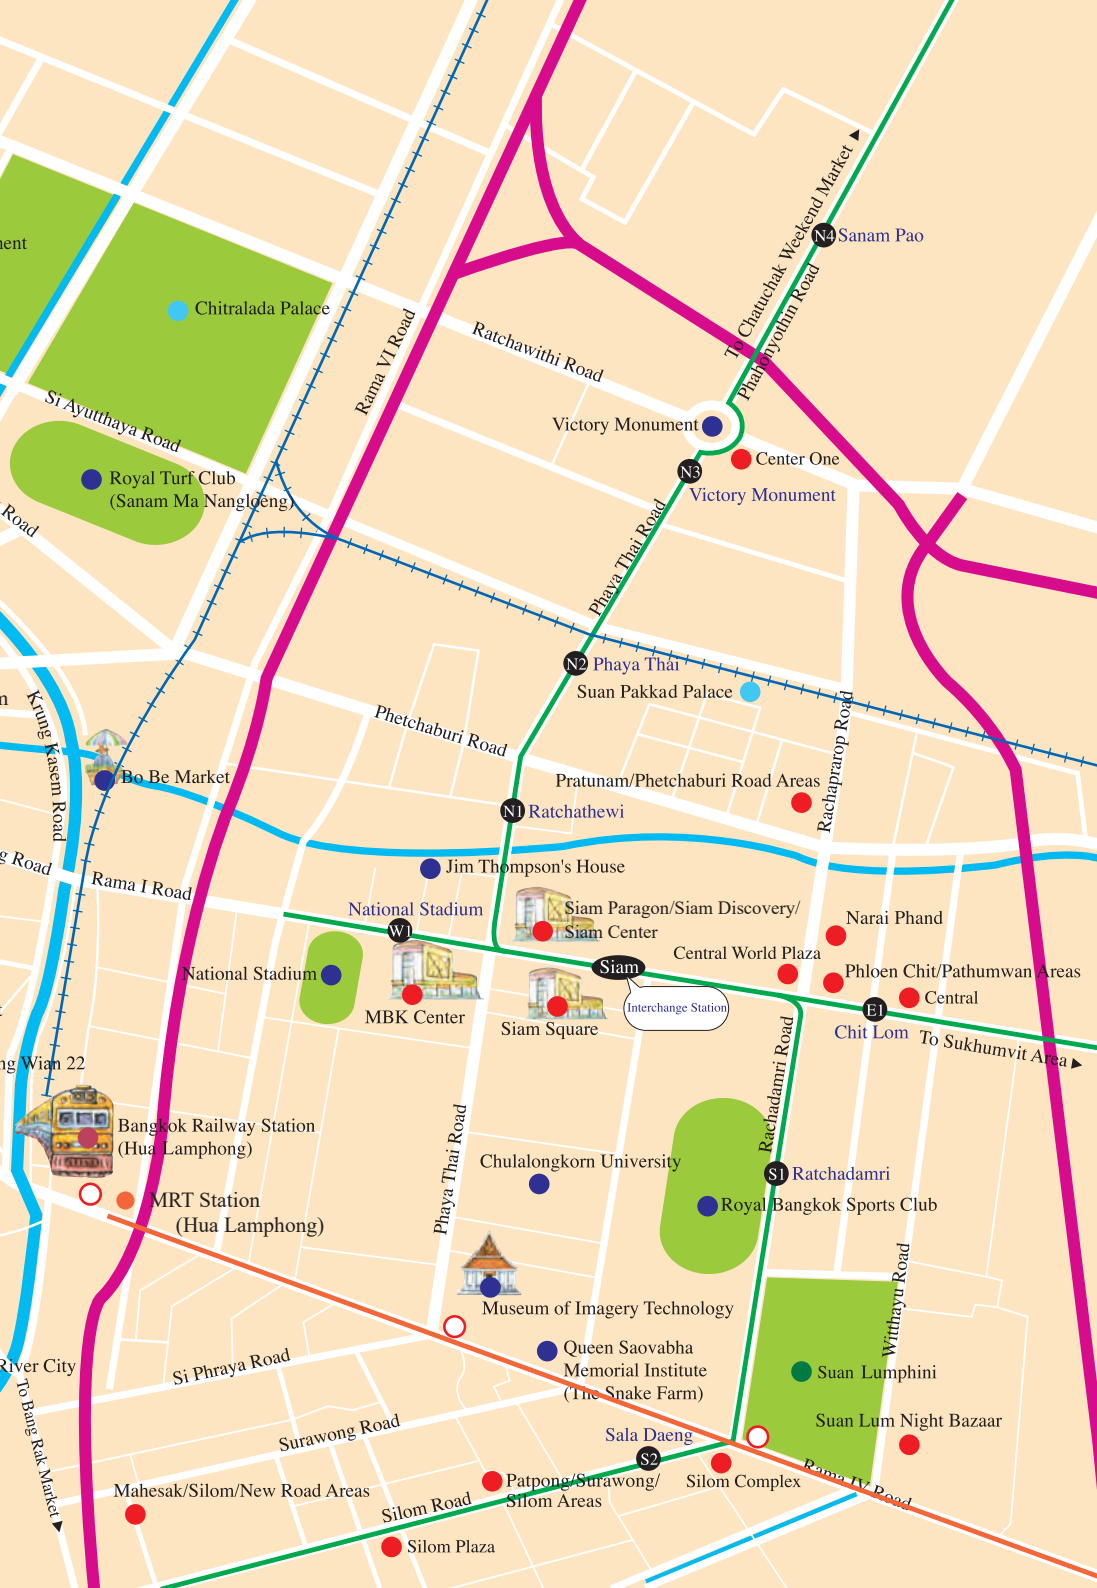 To Chatuchak Weekend Market
N4 Sanam Pao
ment
Chitralada Palace
Phahonyothin Road
Rama VI Road
Ratchawithi Road
Si Ayutthaya Road
Victory Monument
Center One
N3
Victory Monument
Royal Turf Club
(Sanam Ma Nangloeng)
Road
Phaya Thai Road
N2 Phaya Thai
Suan Pakkad Palace
Krung Kasem Road
Phetchaburi Road
Rachaprarop Road
Bo Be Market
Pratunam/Phetchaburi Road Areas
N1 Ratchathewi
g Road
Rama I Road
Jim Thompson's House
National Stadium
W1
Siam Paragon/Siam Discovery/
Siam Center
Narai Phand
Central World Plaza
National Stadium
Siam
Phloen Chit/Pathumwan Areas
Central
MBK Center
Siam Square
Interchange Station
E1
Chit Lom
To Sukhumvit Area
ng Wian 22
Rachadamri Road
Bangkok Railway Station
(Hua Lamphong)
Phaya Thai Road
Chulalongkorn University
S1 Ratchadamri
MRT Station
(Hua Lamphong)
Royal Bangkok Sports Club
Witthayu Road
Museum of Imagery Technology
Queen Saovabha
Memorial Institute
(The Snake Farm)
River City
Si Phraya Road
Suan Lumphini
To Bang Rak Market
Surawong Road
Sala Daeng
S2
Suan Lum Night Bazaar
Rama IV Road
Silom Complex
Mahesak/Silom/New Road Areas
Patpong/Surawong/
Silom Areas
Silom Road
Silom Plaza